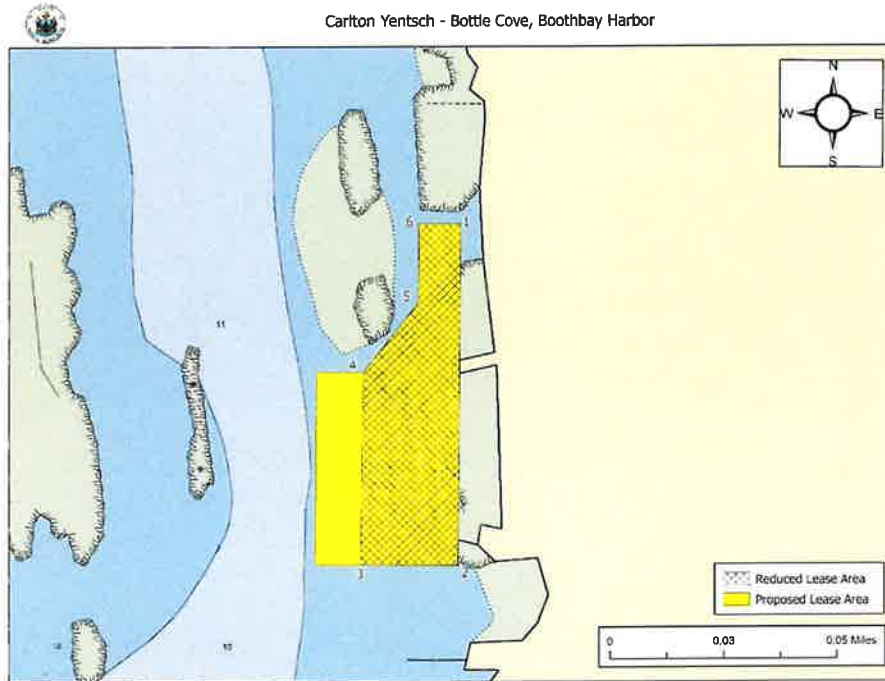 Carlton Yentsch - Bottle Cove, Boothbay Harbor
N
W E
S
6 1
5
11
4
3 2
10
Reduced Lease Area
Proposed Lease Area
0 0.03 0.05 Miles